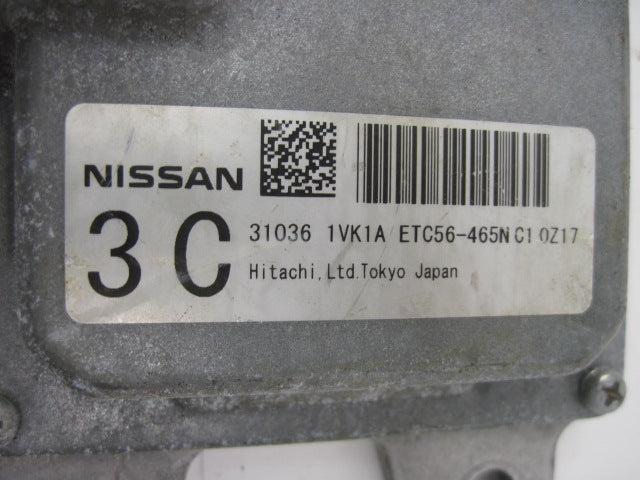 NISSAN
3C 31036 1VK1A ETC56-465N C1 0Z17
Hitachi,Ltd.Tokyo Japan